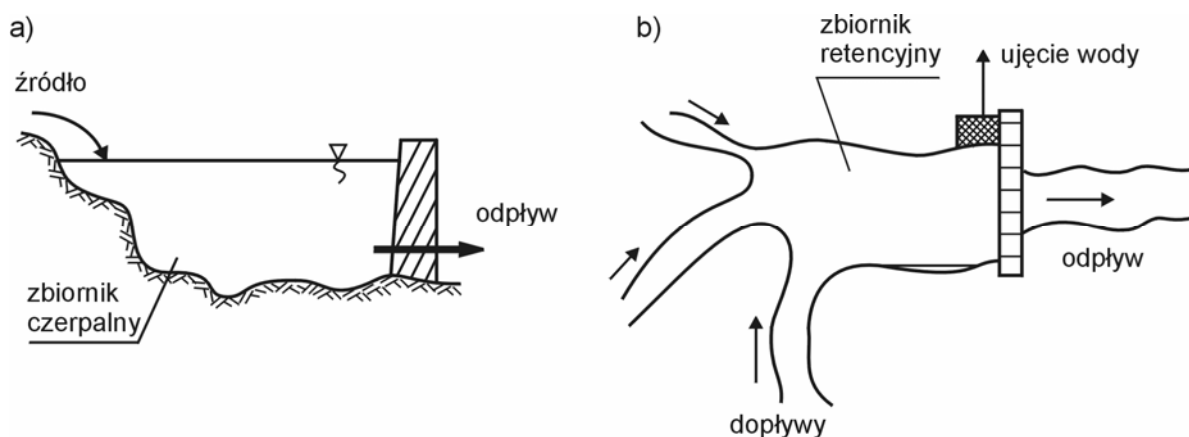 a)
źródło
odpływ
zbiornik
czerpalny
b)
zbiornik
retencyjny
ujęcie wody
odpływ
dopływy